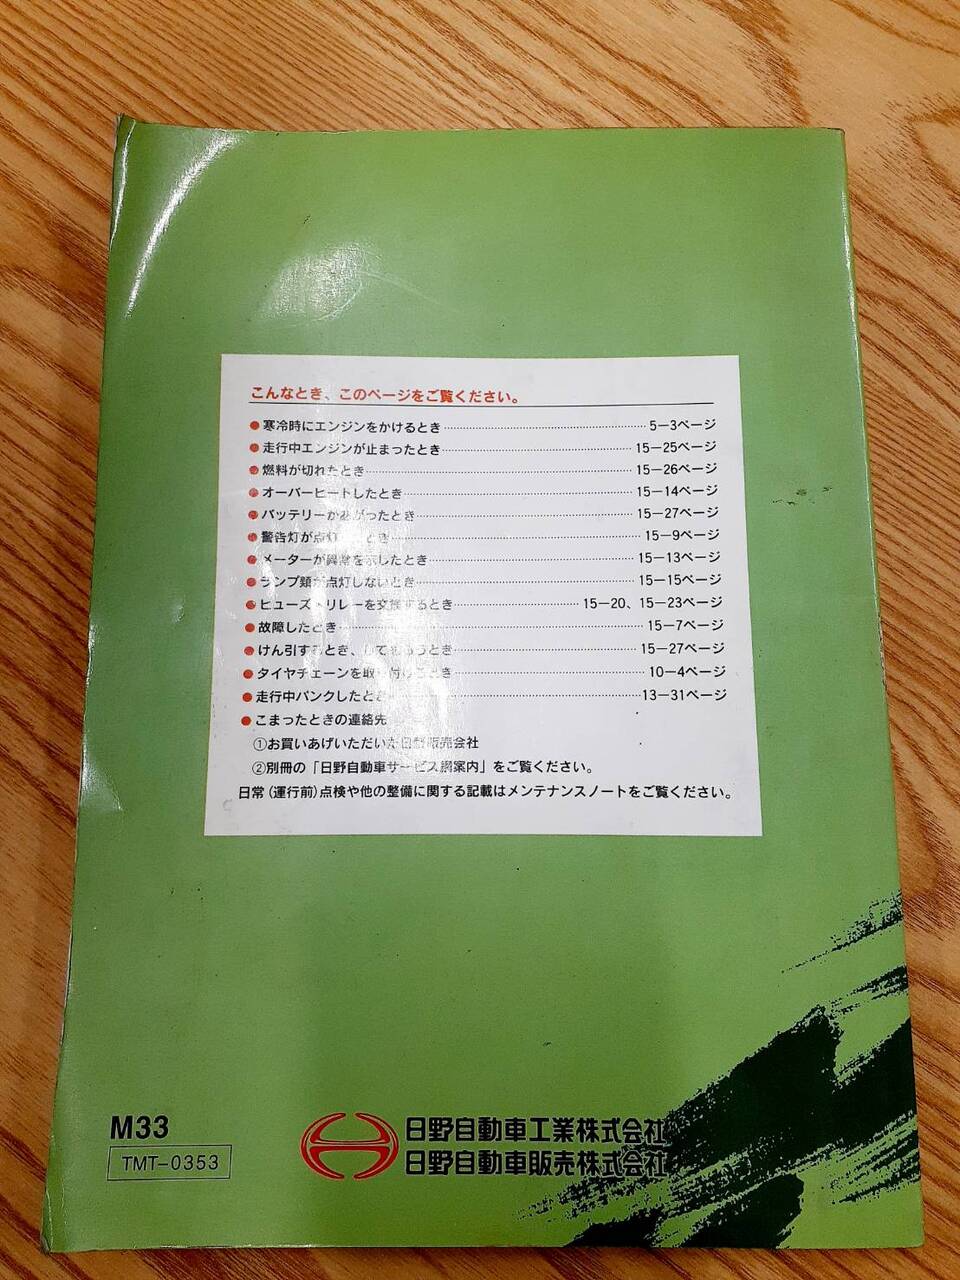 こんなとき、このページをご覧ください。
●寒冷時にエンジンをかけるとき 5−3ページ
●走行中エンジンが止まったとき 15−25ページ
●燃料が切れたとき 15−26ページ
●オーバーヒートしたとき 15−14ページ
●バッテリーがあがったとき 15−27ページ
●警告灯が点灯 とき 15−9ページ
●メーターが異常を示したとき 15−13ページ
●ランプ類が点灯しないとき 15−15ページ
●ヒューズ・リレーを交換するとき 15−20、15−23ページ
●故障したとき 15−7ページ
●けん引するとき、してもらうとき 15−27ページ
●タイヤチェーンを取り付けるとき 10−4ページ
●走行中パンクしたとき 13−31ページ
●こまったときの連絡先
①お買いあげいただいた日野販売会社
②別冊の「日野自動車サービス網案内」をご覧ください。
日常(運行前)点検や他の整備に関する記載はメンテナンスノートをご覧ください。
M33
TMT−0353
日野自動車工業株式会社
日野自動車販売株式会社